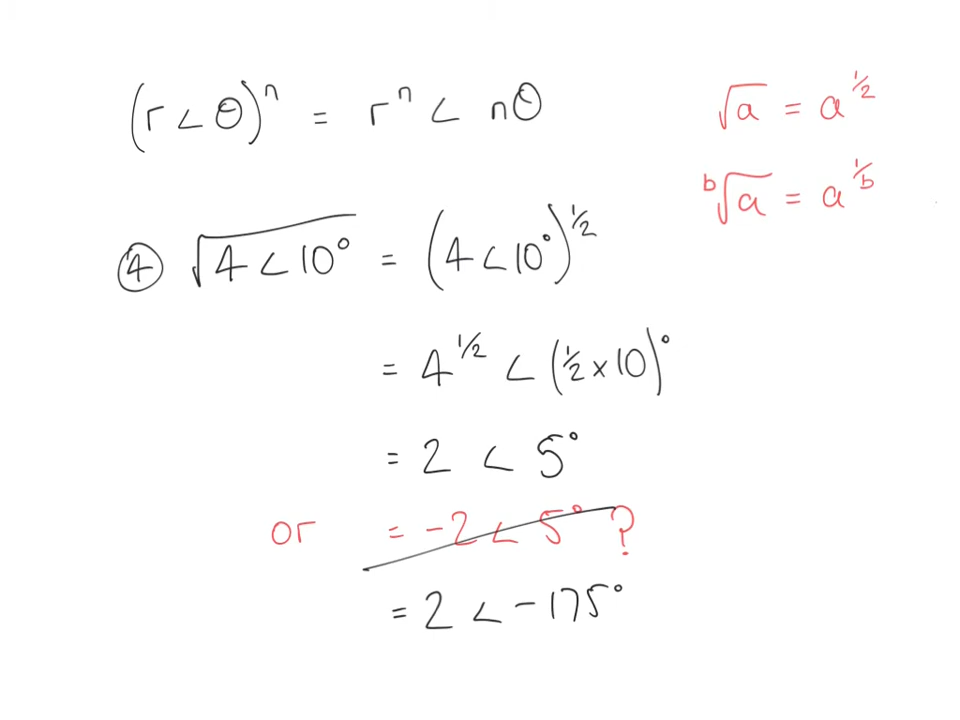 (r∠θ)ⁿ = rⁿ ∠ nθ
√a = a^½
ᵇ√a = a^(1/b)
④ √4∠10° = (4∠10°)^½
= 4^½ ∠ (½×10)°
= 2 ∠ 5°
or = -2 ∠ 5° ?
= 2 ∠ -175°